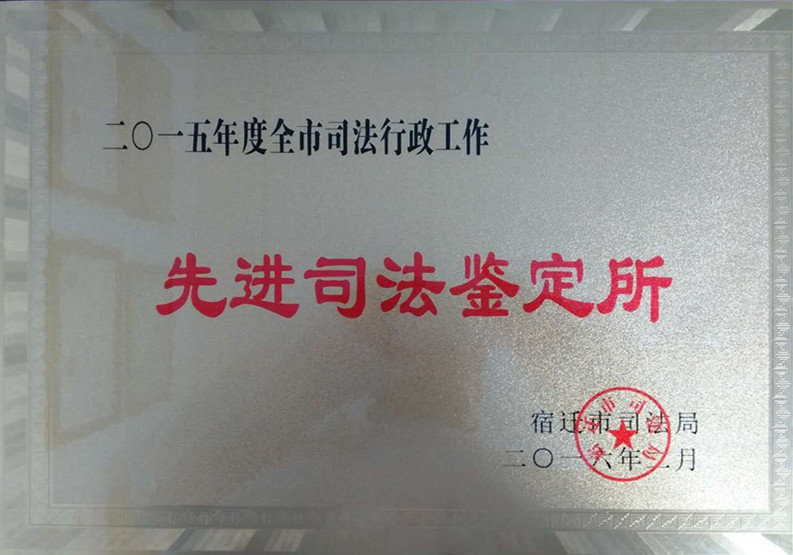 二〇一五年度全市司法行政工作
先进司法鉴定所
宿迁市司法局
二〇一六年二月